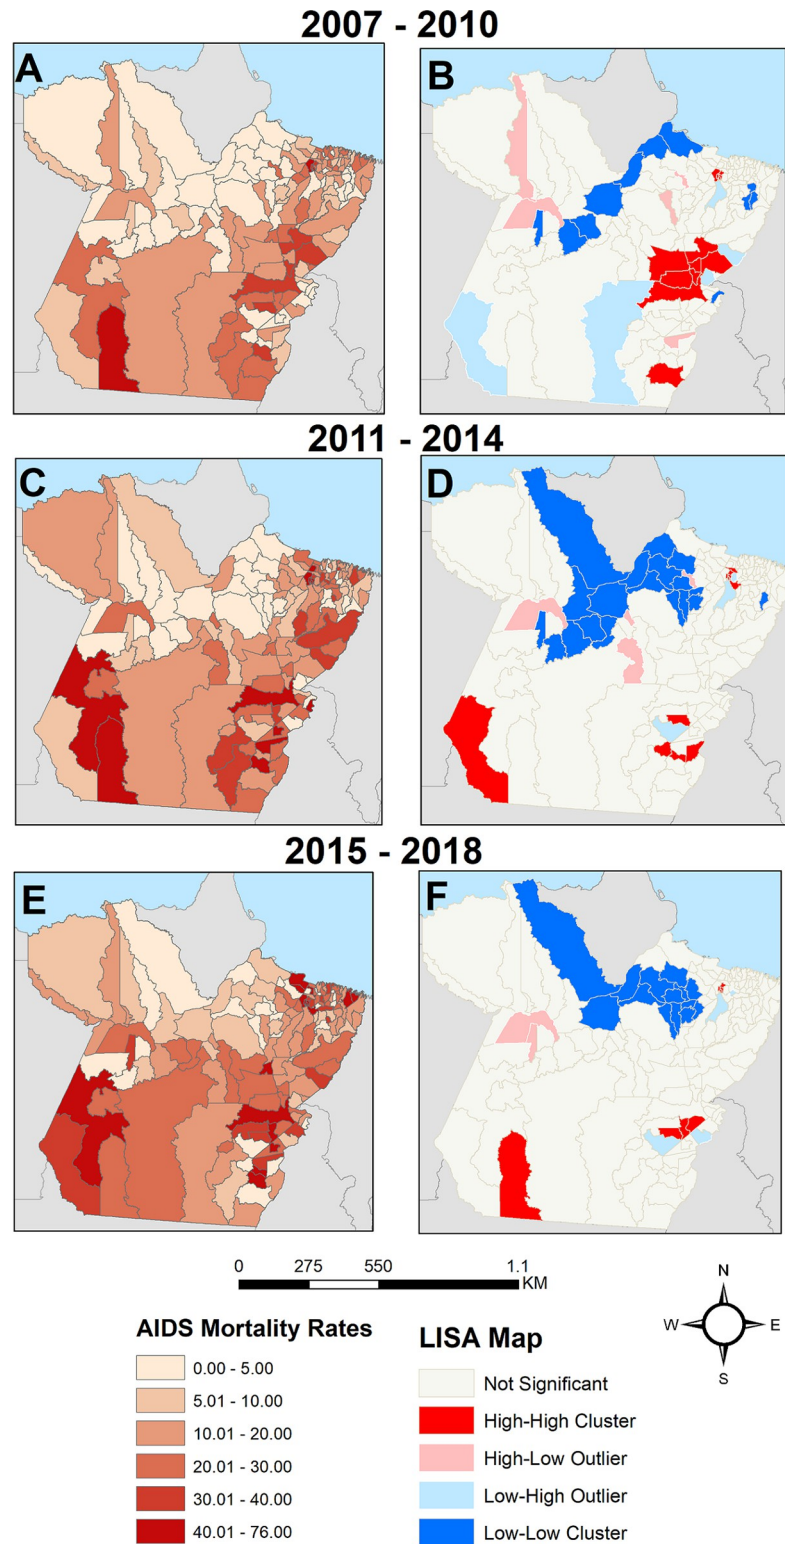 2007 - 2010
A
B
2011 - 2014
C
D
2015 - 2018
E
F
0 275 550 1.1
KM
N
W E
S
AIDS Mortality Rates
0.00 - 5.00
5.01 - 10.00
10.01 - 20.00
20.01 - 30.00
30.01 - 40.00
40.01 - 76.00
LISA Map
Not Significant
High-High Cluster
High-Low Outlier
Low-High Outlier
Low-Low Cluster